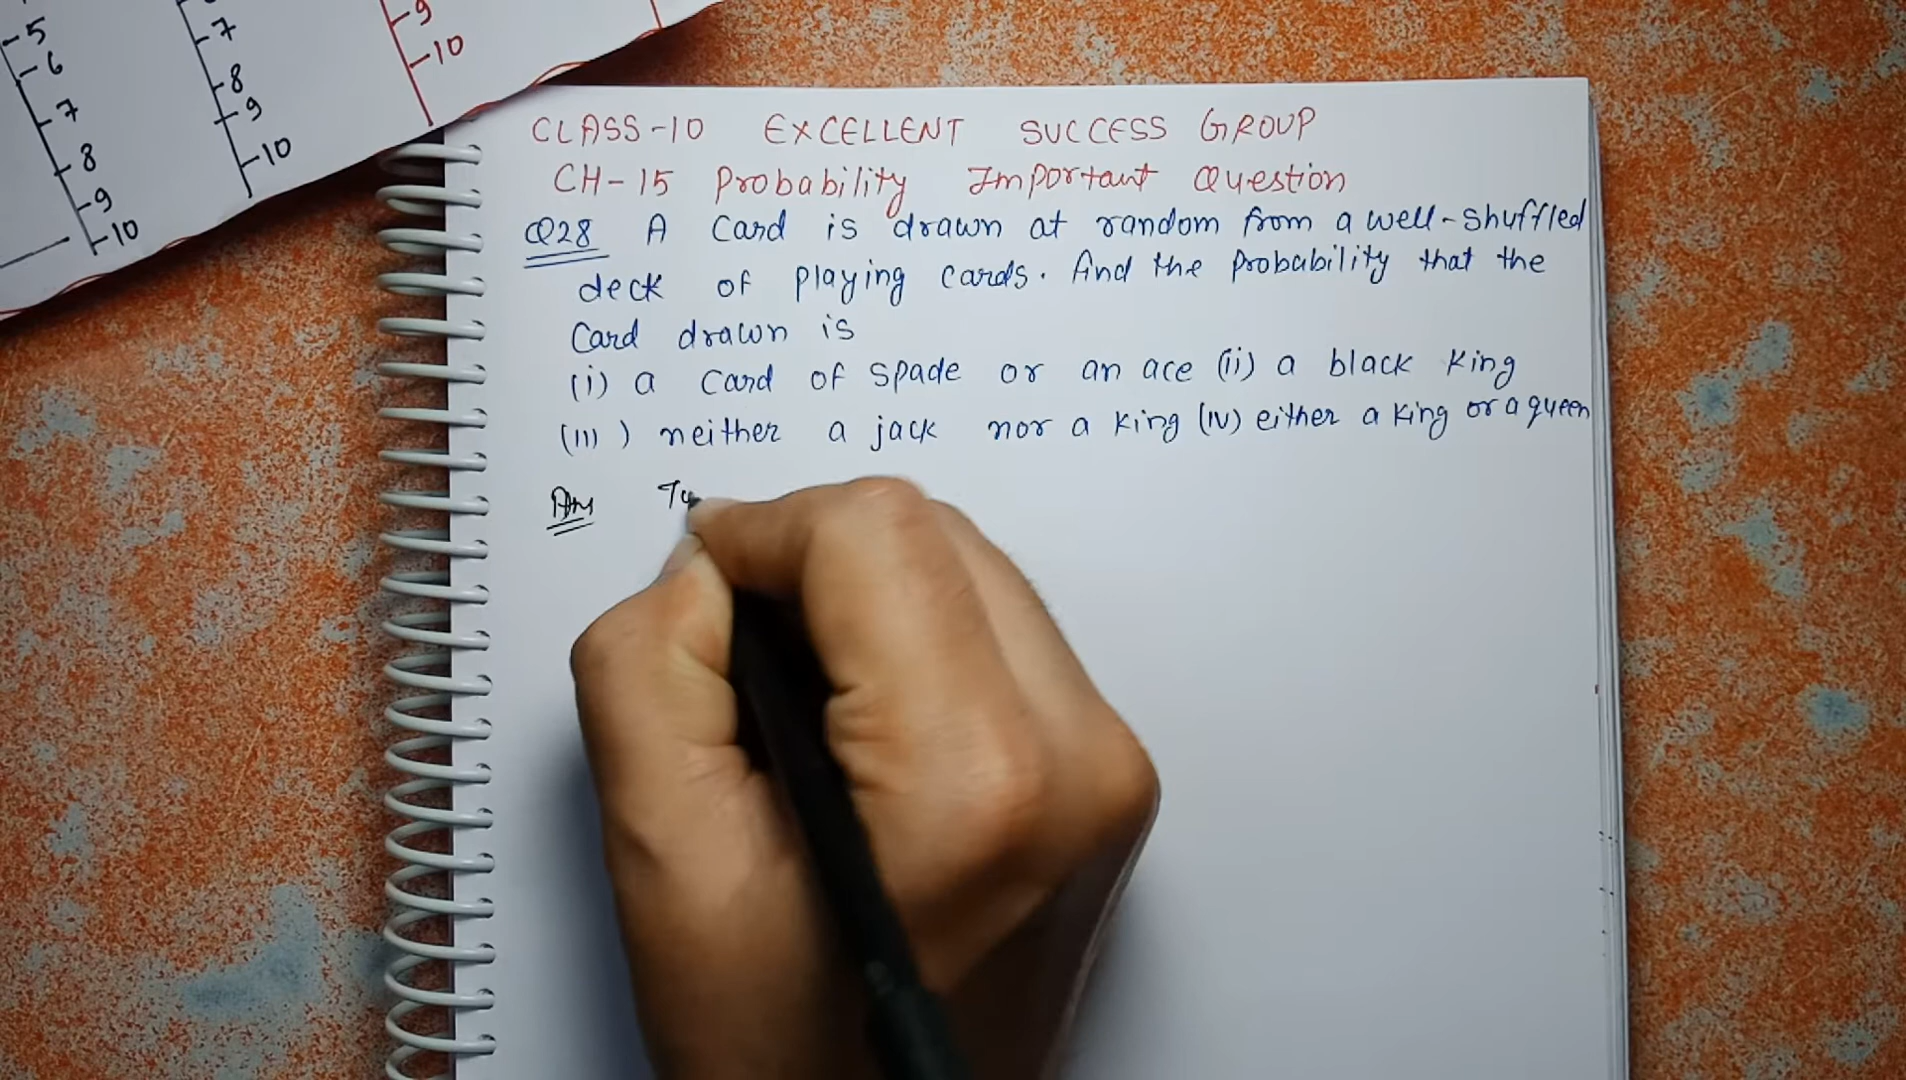 5
6
7
8
9
10
7
8
9
10
9
10
CLASS-10 EXCELLENT SUCCESS GROUP
CH-15 Probability Important Question
Q28 A Card is drawn at random from a well-shuffled
deck of playing cards. And the probability that the
Card drawn is
(i) a Card of spade or an ace (ii) a black King
(III) neither a jack nor a king (IV) either a king or a queen
Ans